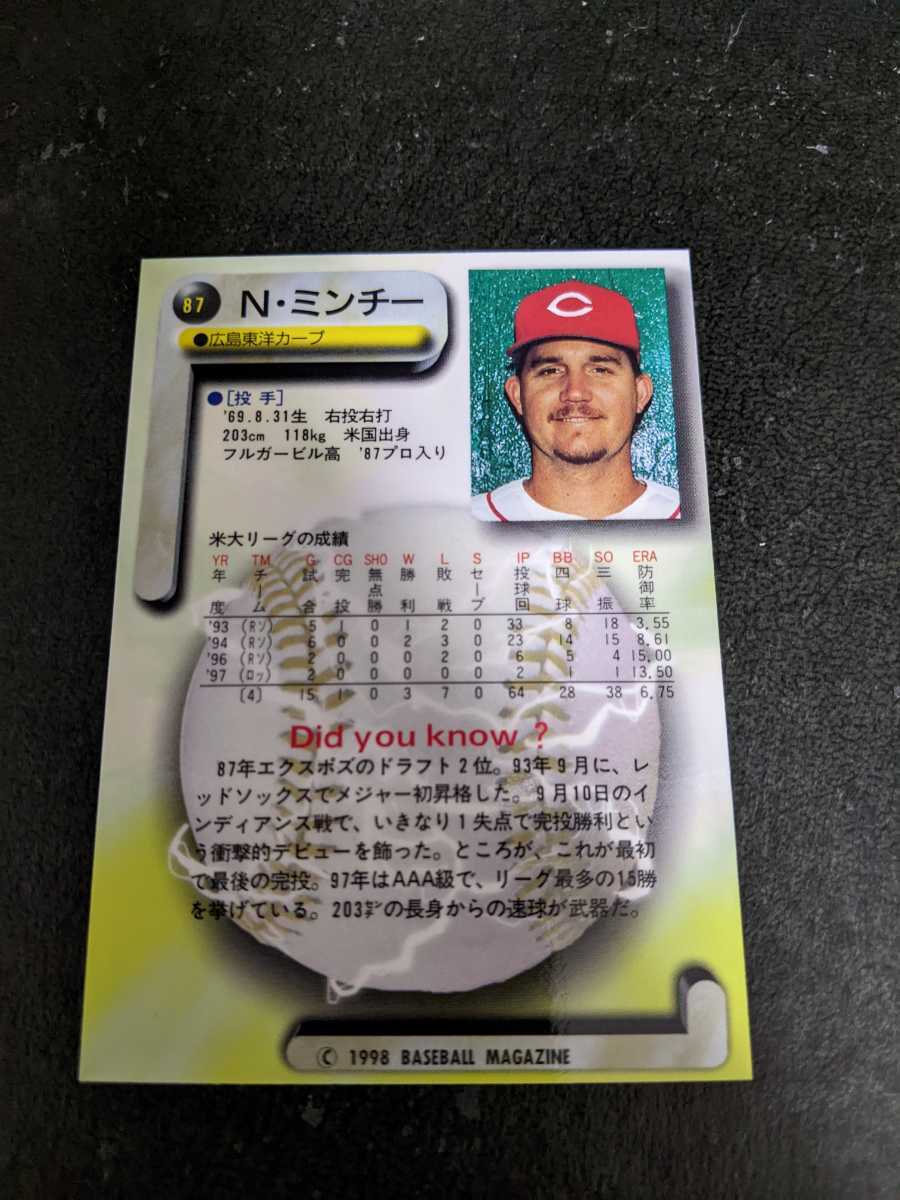 87 N・ミンチー
●広島東洋カープ
●[投 手]
'69.8.31生 右投右打
203cm 118kg 米国出身
フルガービル高 '87プロ入り
C
米大リーグの成績
YR TM G CG SHO W L S IP BB SO ERA
年度 チーム 試合 完投 無点勝 勝利 敗戦 セーブ 投球回 四球 三振 防御率
'93 (Rソ) 5 1 0 1 2 0 33 8 18 3.55
'94 (Rソ) 6 0 0 2 3 0 23 14 15 8.61
'96 (Rソ) 2 0 0 0 2 0 6 5 4 15.00
'97 (ロッ) 2 0 0 0 0 0 2 1 1 13.50
(4) 15 1 0 3 7 0 64 28 38 6.75
Did you know ?
87年エクスポズのドラフト2位。93年9月に、レ
ッドソックスでメジャー初昇格した。9月10日のイ
ンディアンス戦で、いきなり1失点で完投勝利とい
う衝撃的デビューを飾った。ところが、これが最初
で最後の完投。97年はAAA級で、リーグ最多の15勝
を挙げている。203㌢の長身からの速球が武器だ。
© 1998 BASEBALL MAGAZINE